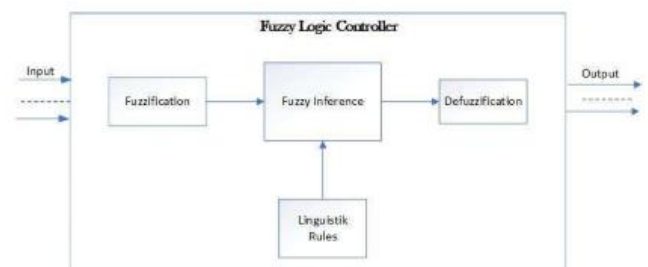 Fuzzy Logic Controller
Input
Output
Fuzzification
Fuzzy Inference
Defuzzification
Linguistik
Rules